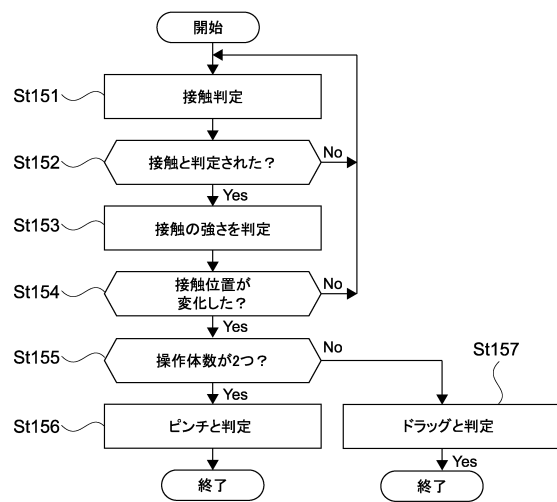 開始
St151
接触判定
St152
接触と判定された？
No
Yes
St153
接触の強さを判定
St154
接触位置が
変化した？
No
Yes
St155
操作体数が2つ？
No
St157
Yes
St156
ピンチと判定
ドラッグと判定
Yes
終了
終了